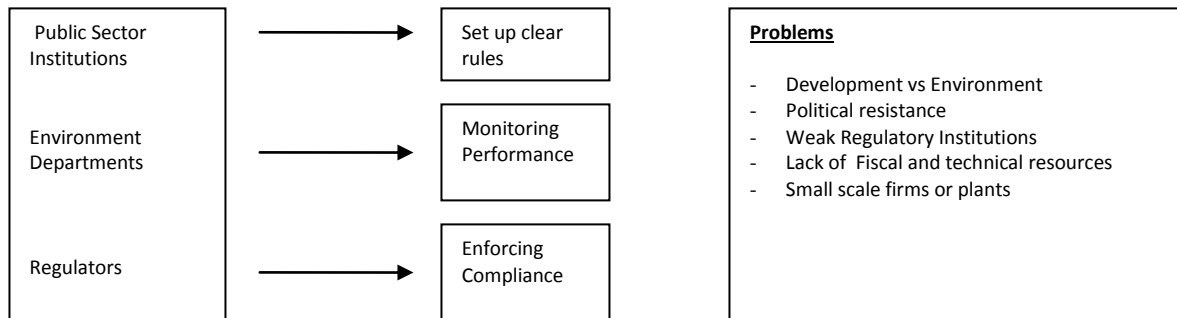 Public Sector
Institutions
Environment
Departments
Regulators
Set up clear
rules
Monitoring
Performance
Enforcing
Compliance
Problems
- Development vs Environment
- Political resistance
- Weak Regulatory Institutions
- Lack of Fiscal and technical resources
- Small scale firms or plants